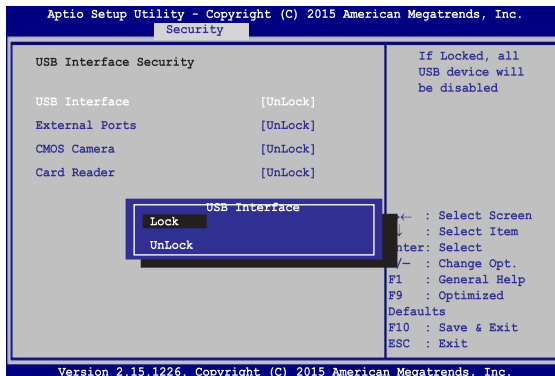 Aptio Setup Utility - Copyright (C) 2015 American Megatrends, Inc.
Security
USB Interface Security
USB Interface [UnLock]
External Ports [UnLock]
CMOS Camera [UnLock]
Card Reader [UnLock]
USB Interface
Lock
UnLock
If Locked, all
USB device will
be disabled
← : Select Screen
↓ : Select Item
nter: Select
/— : Change Opt.
F1 : General Help
F9 : Optimized
Defaults
F10 : Save & Exit
ESC : Exit
Version 2.15.1226. Copyright (C) 2015 American Megatrends, Inc.